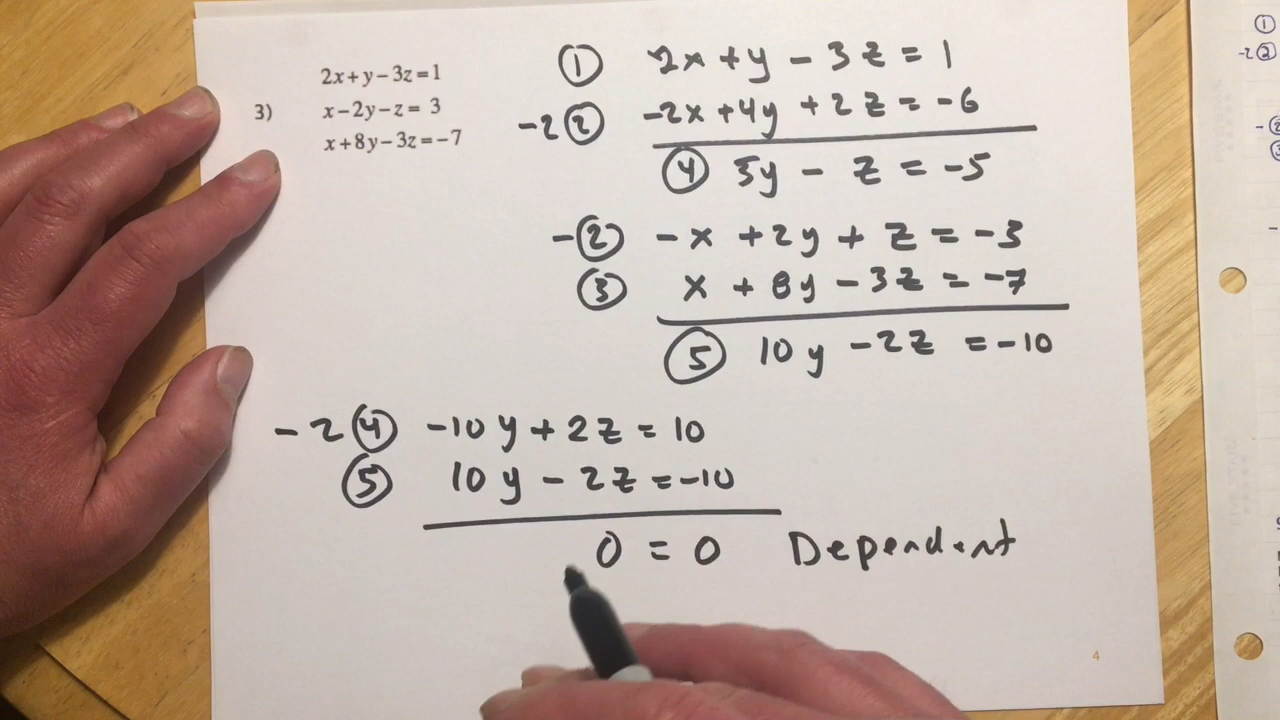 2x+y-3z=1
3) x-2y-z= 3
x+8y-3z=-7
① 2x + y - 3z = 1
-2② -2x + 4y + 2z = -6
④ 5y - z = -5
-② -x + 2y + z = -3
③ x + 8y - 3z = -7
⑤ 10y - 2z = -10
-2④ -10y + 2z = 10
⑤ 10y - 2z = -10
0 = 0 Dependent
4
①
-2②